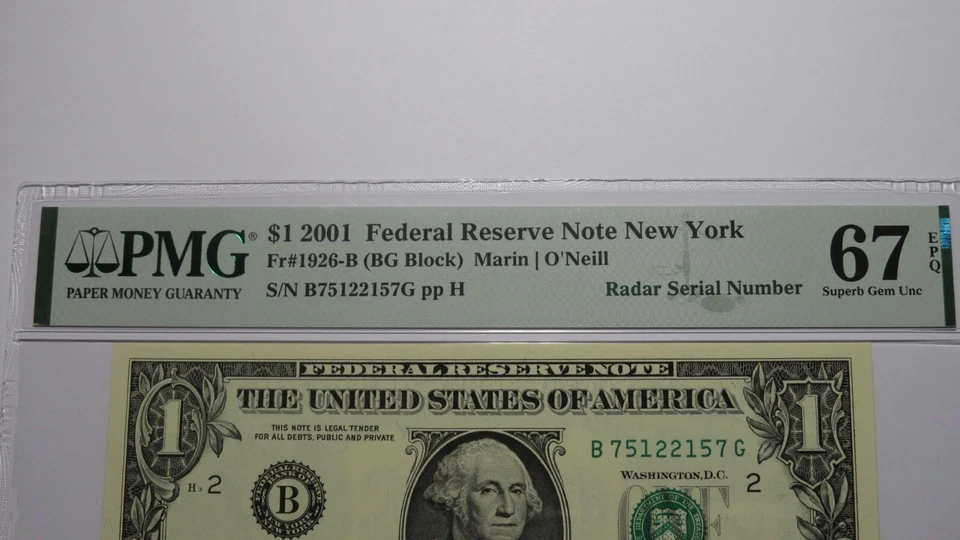 PMG®
PAPER MONEY GUARANTY
$1 2001 Federal Reserve Note New York
Fr#1926-B (BG Block) Marin | O'Neill
S/N B75122157G pp H
Radar Serial Number
67
EPQ
Superb Gem Unc
FEDERAL RESERVE NOTE
THE UNITED STATES OF AMERICA
1
1
THIS NOTE IS LEGAL TENDER
FOR ALL DEBTS, PUBLIC AND PRIVATE
B 75122157 G
WASHINGTON, D.C.
2
2
B